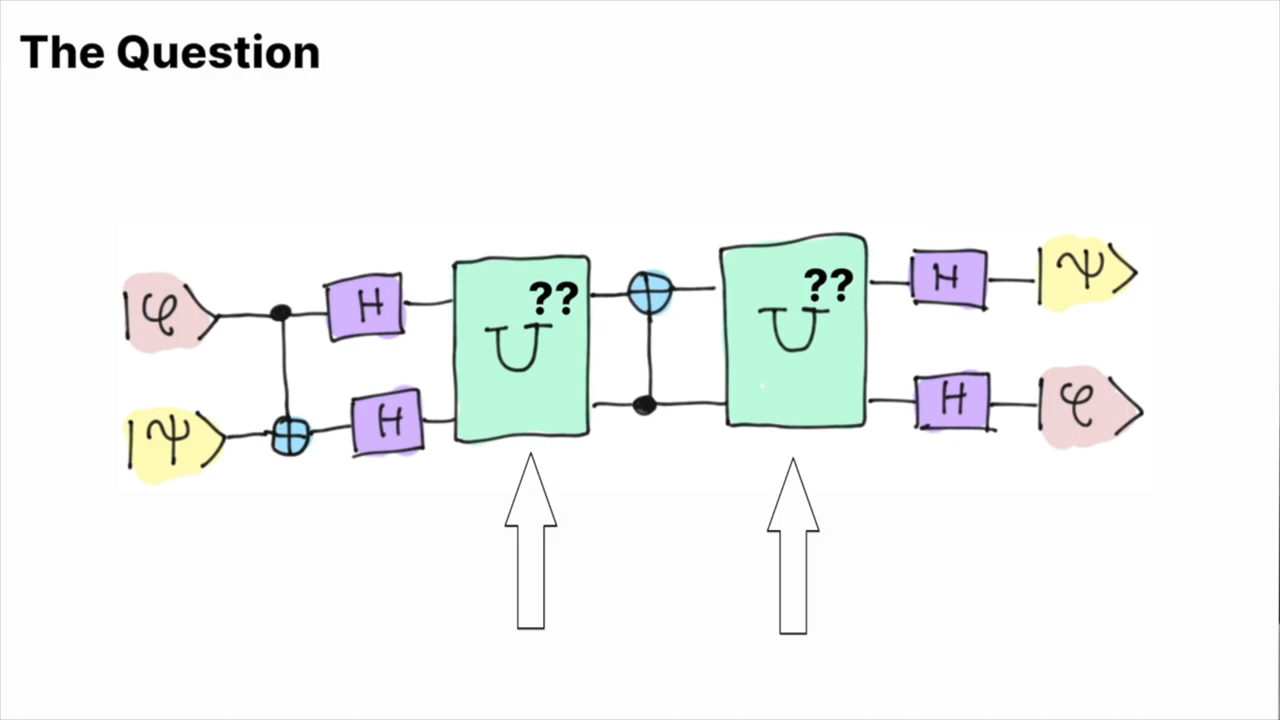 The Question
|φ⟩ H U ?? U ?? H |Ψ⟩
|Ψ⟩ H H |φ⟩